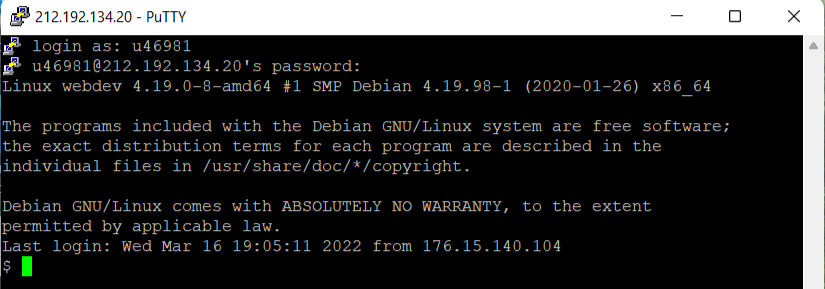 212.192.134.20 - PuTTY
login as: u46981
u46981@212.192.134.20's password:
Linux webdev 4.19.0-8-amd64 #1 SMP Debian 4.19.98-1 (2020-01-26) x86_64
The programs included with the Debian GNU/Linux system are free software;
the exact distribution terms for each program are described in the
individual files in /usr/share/doc/*/copyright.
Debian GNU/Linux comes with ABSOLUTELY NO WARRANTY, to the extent
permitted by applicable law.
Last login: Wed Mar 16 19:05:11 2022 from 176.15.140.104
$